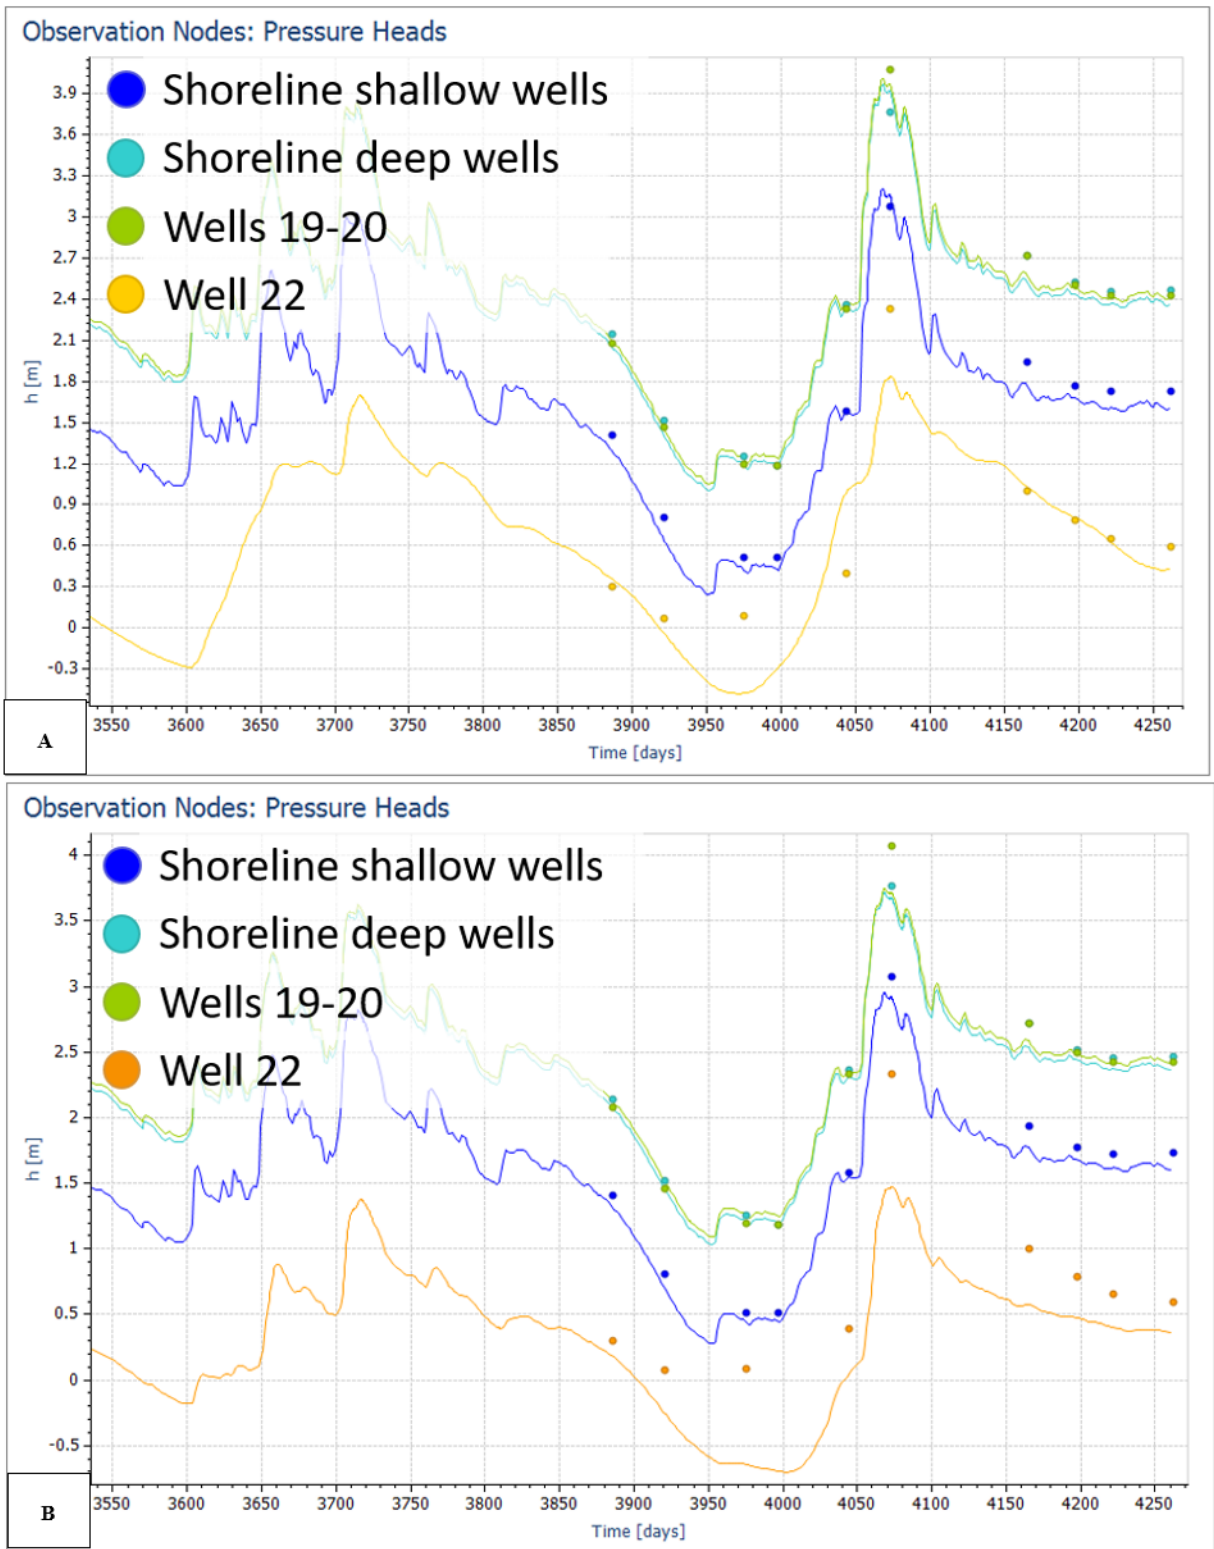 Observation Nodes: Pressure Heads
Shoreline shallow wells
Shoreline deep wells
Wells 19-20
Well 22
3.9
3.6
3.3
3
2.7
2.4
2.1
1.8
1.5
1.2
0.9
0.6
0.3
0
-0.3
h [m]
3550 3600 3650 3700 3750 3800 3850 3900 3950 4000 4050 4100 4150 4200 4250
Time [days]
A
Observation Nodes: Pressure Heads
Shoreline shallow wells
Shoreline deep wells
Wells 19-20
Well 22
4
3.5
3
2.5
2
1.5
1
0.5
0
-0.5
h [m]
3550 3600 3650 3700 3750 3800 3850 3900 3950 4000 4050 4100 4150 4200 4250
Time [days]
B